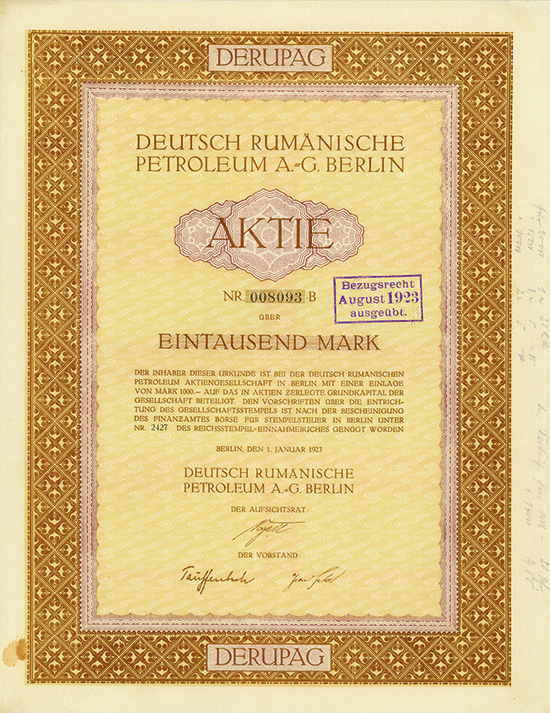 DERUPAG
DEUTSCH RUMÄNISCHE
PETROLEUM A.-G. BERLIN
AKTIE
NR 008093 B
Bezugsrecht
August 1923
ausgeübt.
ÜBER
EINTAUSEND MARK
DER INHABER DIESER URKUNDE IST BEI DER DEUTSCH RUMANISCHEN
PETROLEUM AKTIENGESELLSCHAFT IN BERLIN MIT EINER EINLAGE
VON MARK 1000.– AUF DAS IN AKTIEN ZERLEGTE GRUNDKAPITAL DER
GESELLSCHAFT BETEILIGT. DEN VORSCHRIFTEN ÜBER DIE ENTRICH-
TUNG DES GESELLSCHAFTSSTEMPELS IST NACH DER BESCHEINIGUNG
DES FINANZAMTES BÖRSE FÜR STEMPELSTEUER IN BERLIN UNTER
NR. 2427 DES REICHSSTEMPEL-EINNAHMEBUCHES GENÜGT WORDEN
BERLIN, DEN 1. JANUAR 1923
DEUTSCH RUMANISCHE
PETROLEUM A.-G. BERLIN
DER AUFSICHTSRAT:
DER VORSTAND:
DERUPAG